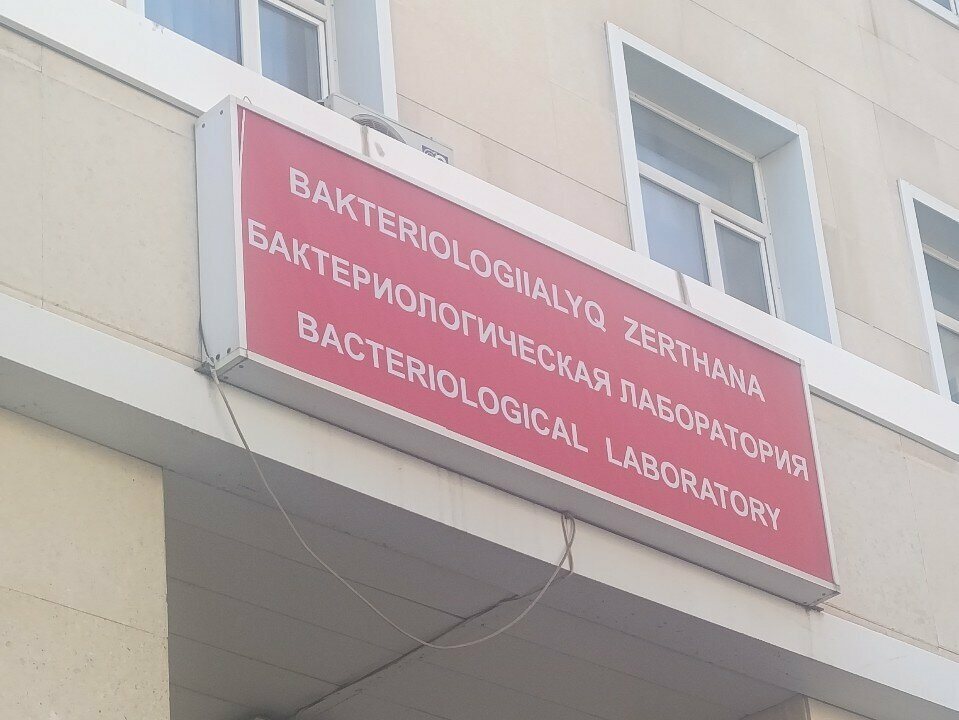 BAKTERIOLOGIIALYQ ZERTHANA
БАКТЕРИОЛОГИЧЕСКАЯ ЛАБОРАТОРИЯ
BACTERIOLOGICAL LABORATORY